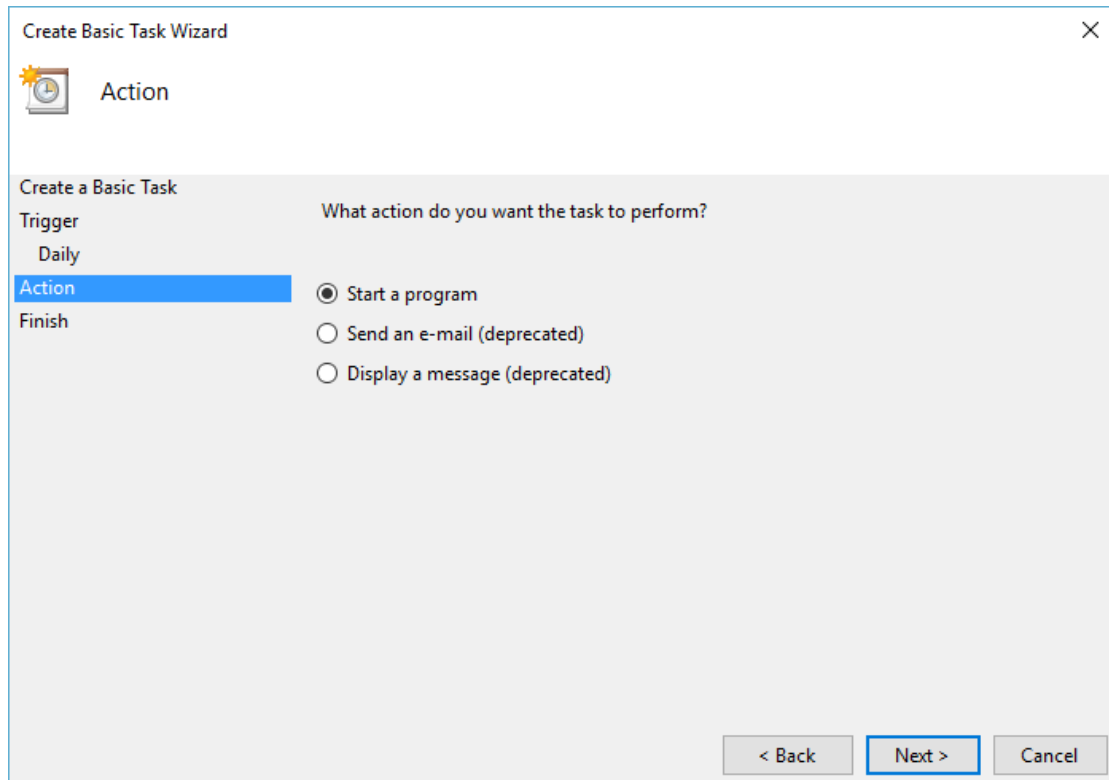 Create Basic Task Wizard
Action
Create a Basic Task
Trigger
Daily
Action
Finish
What action do you want the task to perform?
Start a program
Send an e-mail (deprecated)
Display a message (deprecated)
< Back
Next >
Cancel